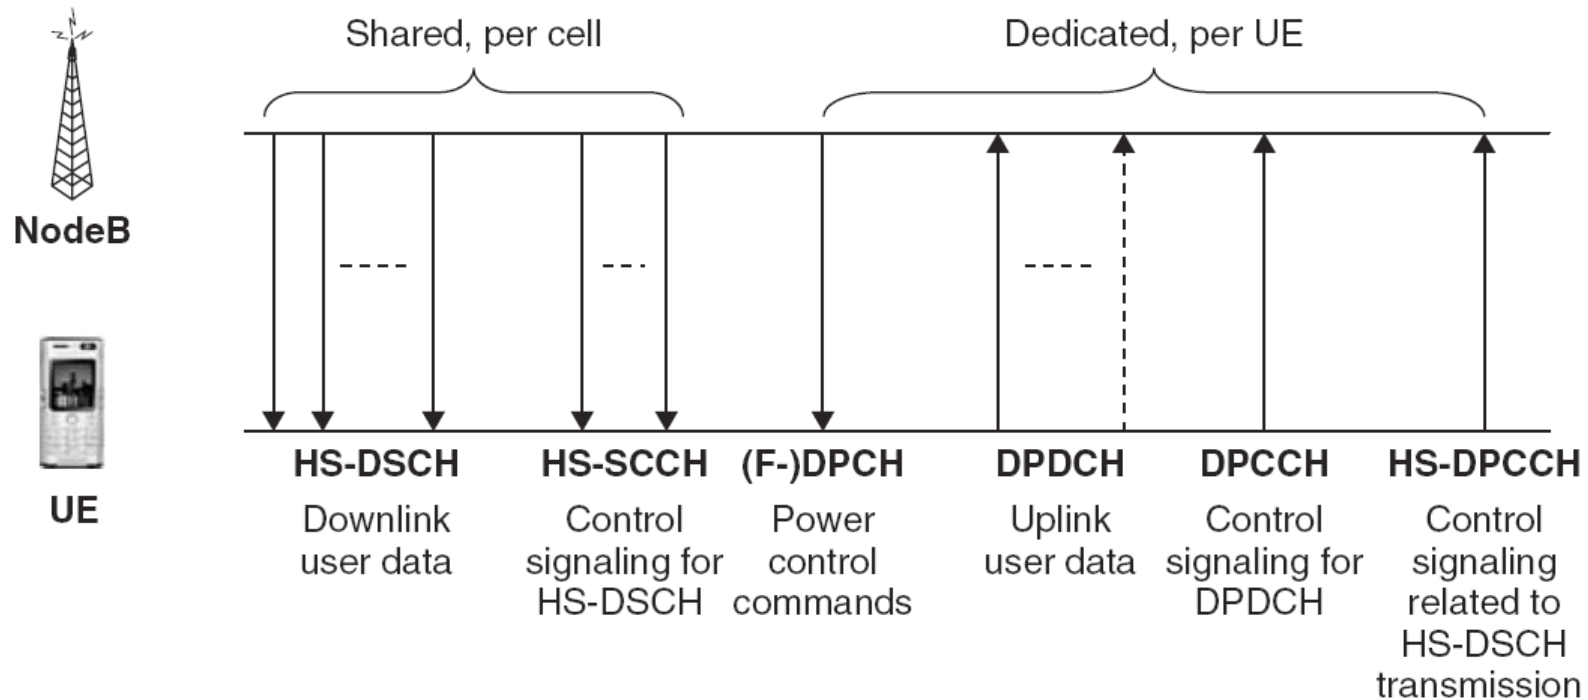 Shared, per cell
Dedicated, per UE
NodeB
UE
HS-DSCH
Downlink
user data
HS-SCCH
Control
signaling for
HS-DSCH
(F-)DPCH
Power
control
commands
DPDCH
Uplink
user data
DPCCH
Control
signaling for
DPDCH
HS-DPCCH
Control
signaling
related to
HS-DSCH
transmission